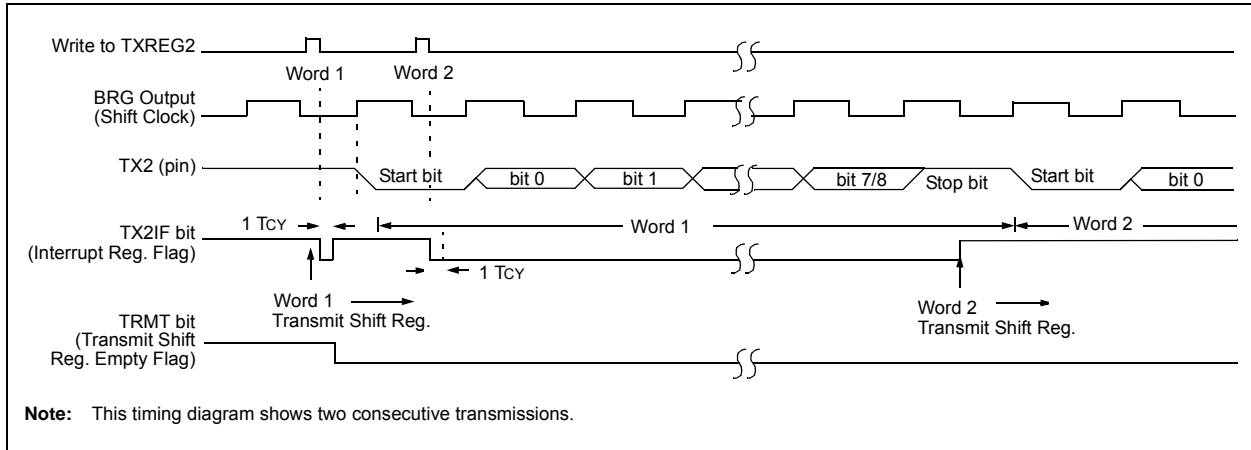 Write to TXREG2
Word 1
Word 2
BRG Output
(Shift Clock)
TX2 (pin)
Start bit
bit 0
bit 1
bit 7/8
Stop bit
Start bit
bit 0
1 TCY
Word 1
Word 2
TX2IF bit
(Interrupt Reg. Flag)
1 TCY
Word 1
Transmit Shift Reg.
Word 2
Transmit Shift Reg.
TRMT bit
(Transmit Shift
Reg. Empty Flag)
Note: This timing diagram shows two consecutive transmissions.